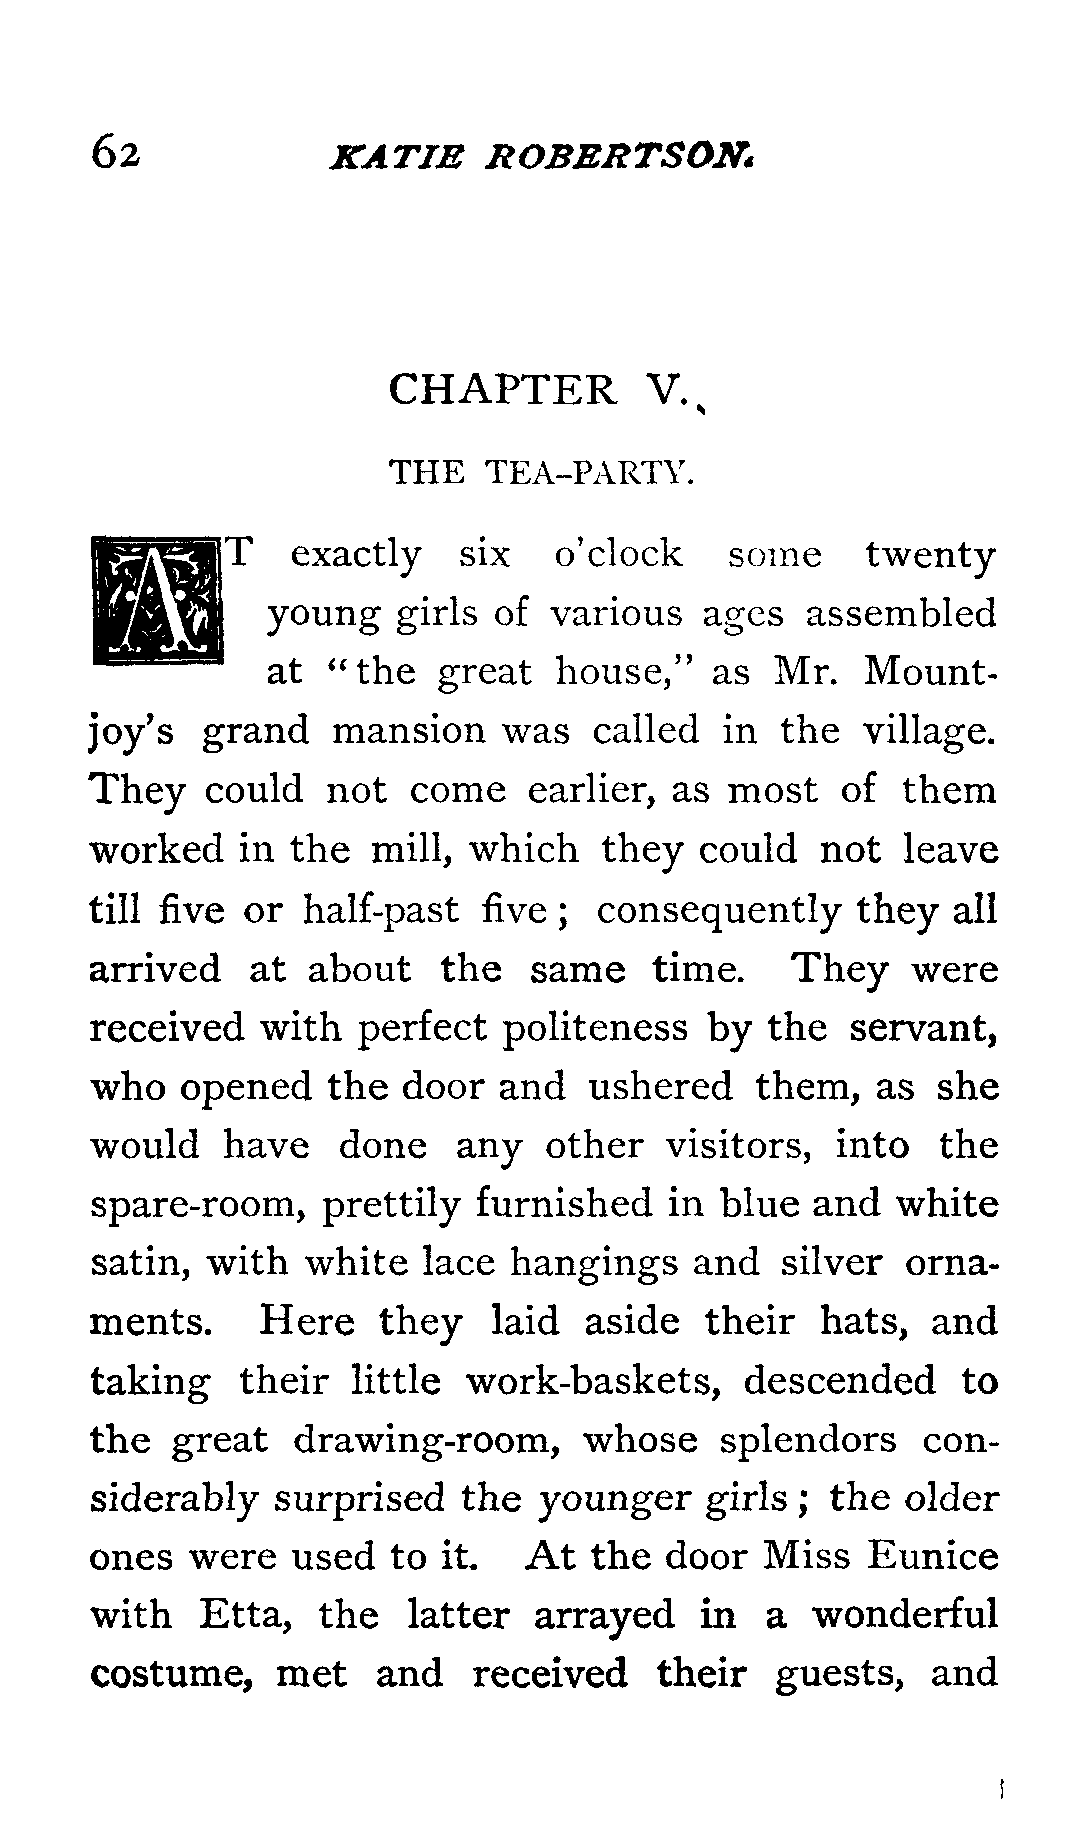 62 KATIE ROBERTSON.
CHAPTER V.
THE TEA-PARTY.
AT exactly six o'clock some twenty
young girls of various ages assembled
at "the great house," as Mr. Mount-
joy's grand mansion was called in the village.
They could not come earlier, as most of them
worked in the mill, which they could not leave
till five or half-past five; consequently they all
arrived at about the same time. They were
received with perfect politeness by the servant,
who opened the door and ushered them, as she
would have done any other visitors, into the
spare-room, prettily furnished in blue and white
satin, with white lace hangings and silver orna-
ments. Here they laid aside their hats, and
taking their little work-baskets, descended to
the great drawing-room, whose splendors con-
siderably surprised the younger girls; the older
ones were used to it. At the door Miss Eunice
with Etta, the latter arrayed in a wonderful
costume, met and received their guests, and